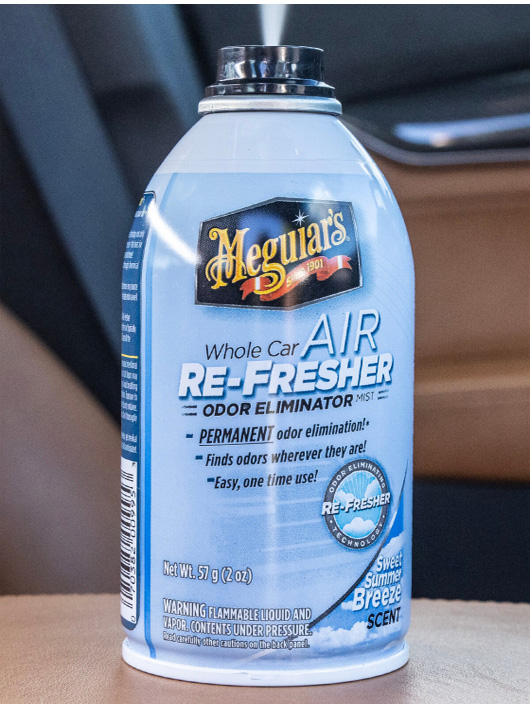 Meguiar's
Since 1901
Whole Car AIR
RE-FRESHER
ODOR ELIMINATOR MIST
- PERMANENT odor elimination!*
- Finds odors wherever they are!
- Easy, one time use!
ODOR ELIMINATING
RE-FRESHER
TECHNOLOGY
Net Wt. 57 g (2 oz)
Sweet
Summer
Breeze
SCENT
WARNING FLAMMABLE LIQUID AND
VAPOR. CONTENTS UNDER PRESSURE.
Read carefully other cautions on the back panel.